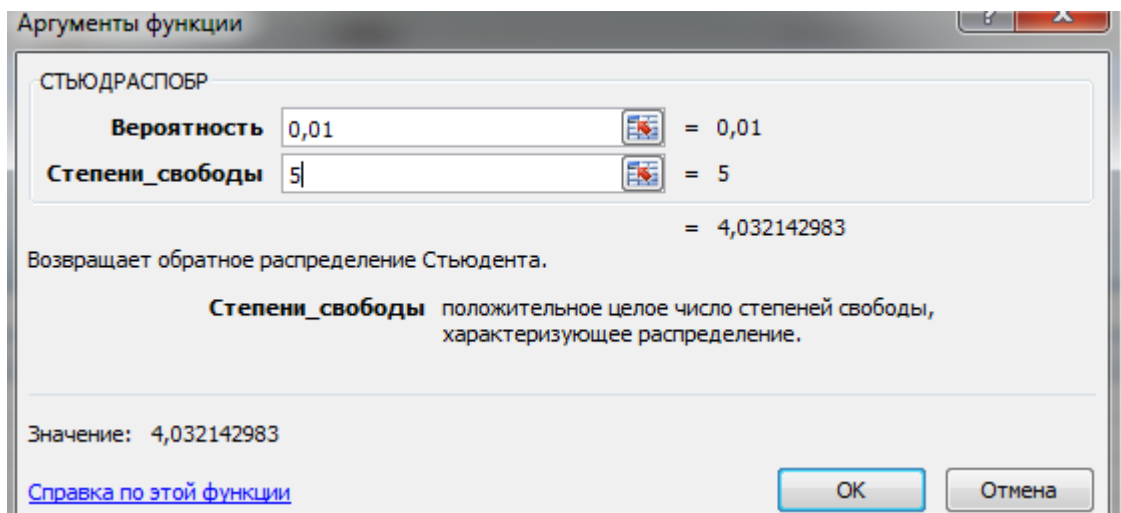 Аргументы функции
? X
СТЬЮДРАСПОБР
Вероятность 0,01 = 0,01
Степени_свободы 5 = 5
= 4,032142983
Возвращает обратное распределение Стьюдента.
Степени_свободы положительное целое число степеней свободы,
характеризующее распределение.
Значение: 4,032142983
Справка по этой функции
ОК Отмена